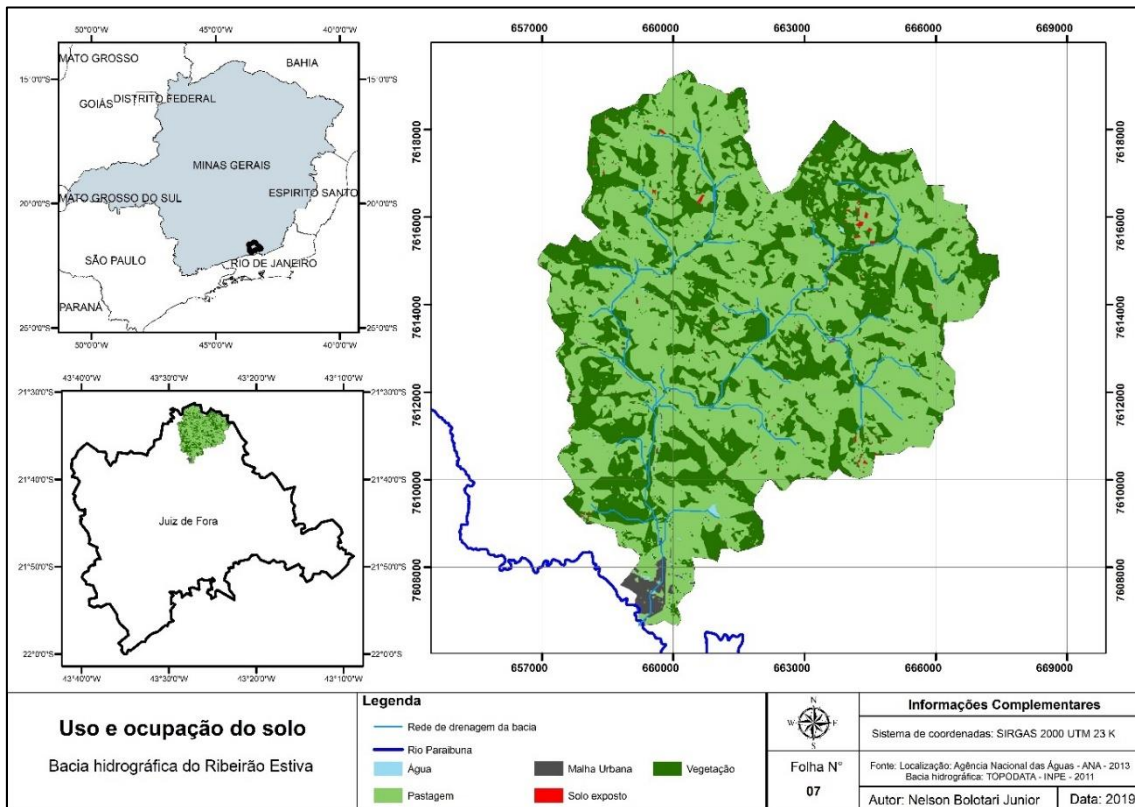 50°0'0"W 45°0'0"W 40°0'0"W
MATO GROSSO
BAHIA
15°0'0"S
15°0'0"S
DISTRITO FEDERAL
GOIÁS
MINAS GERAIS
ESPIRITO SANTO
MATO GROSSO DO SUL
20°0'0"S
20°0'0"S
SÃO PAULO
RIO DE JANEIRO
PARANÁ
25°0'0"S
25°0'0"S
50°0'0"W 45°0'0"W 40°0'0"W
43°40'0"W 43°30'0"W 43°20'0"W 43°10'0"W
21°30'0"S
21°30'0"S
21°40'0"S
21°40'0"S
Juiz de Fora
21°50'0"S
21°50'0"S
22°0'0"S
22°0'0"S
43°40'0"W 43°30'0"W 43°20'0"W 43°10'0"W
657000 660000 663000 666000 669000
7618000
7618000
7616000
7616000
7614000
7614000
7612000
7612000
7610000
7610000
7608000
7608000
657000 660000 663000 666000 669000
Uso e ocupação do solo
Bacia hidrográfica do Ribeirão Estiva
Legenda
Rede de drenagem da bacia
Rio Paraibuna
Água
Malha Urbana
Vegetação
Pastagem
Solo exposto
N
W E
S
Folha N°
07
Informações Complementares
Sistema de coordenadas: SIRGAS 2000 UTM 23 K
Fonte: Localização: Agência Nacional das Águas - ANA - 2013
Bacia hidrográfica: TOPODATA - INPE - 2011
Autor: Nelson Bolotari Junior
Data: 2019